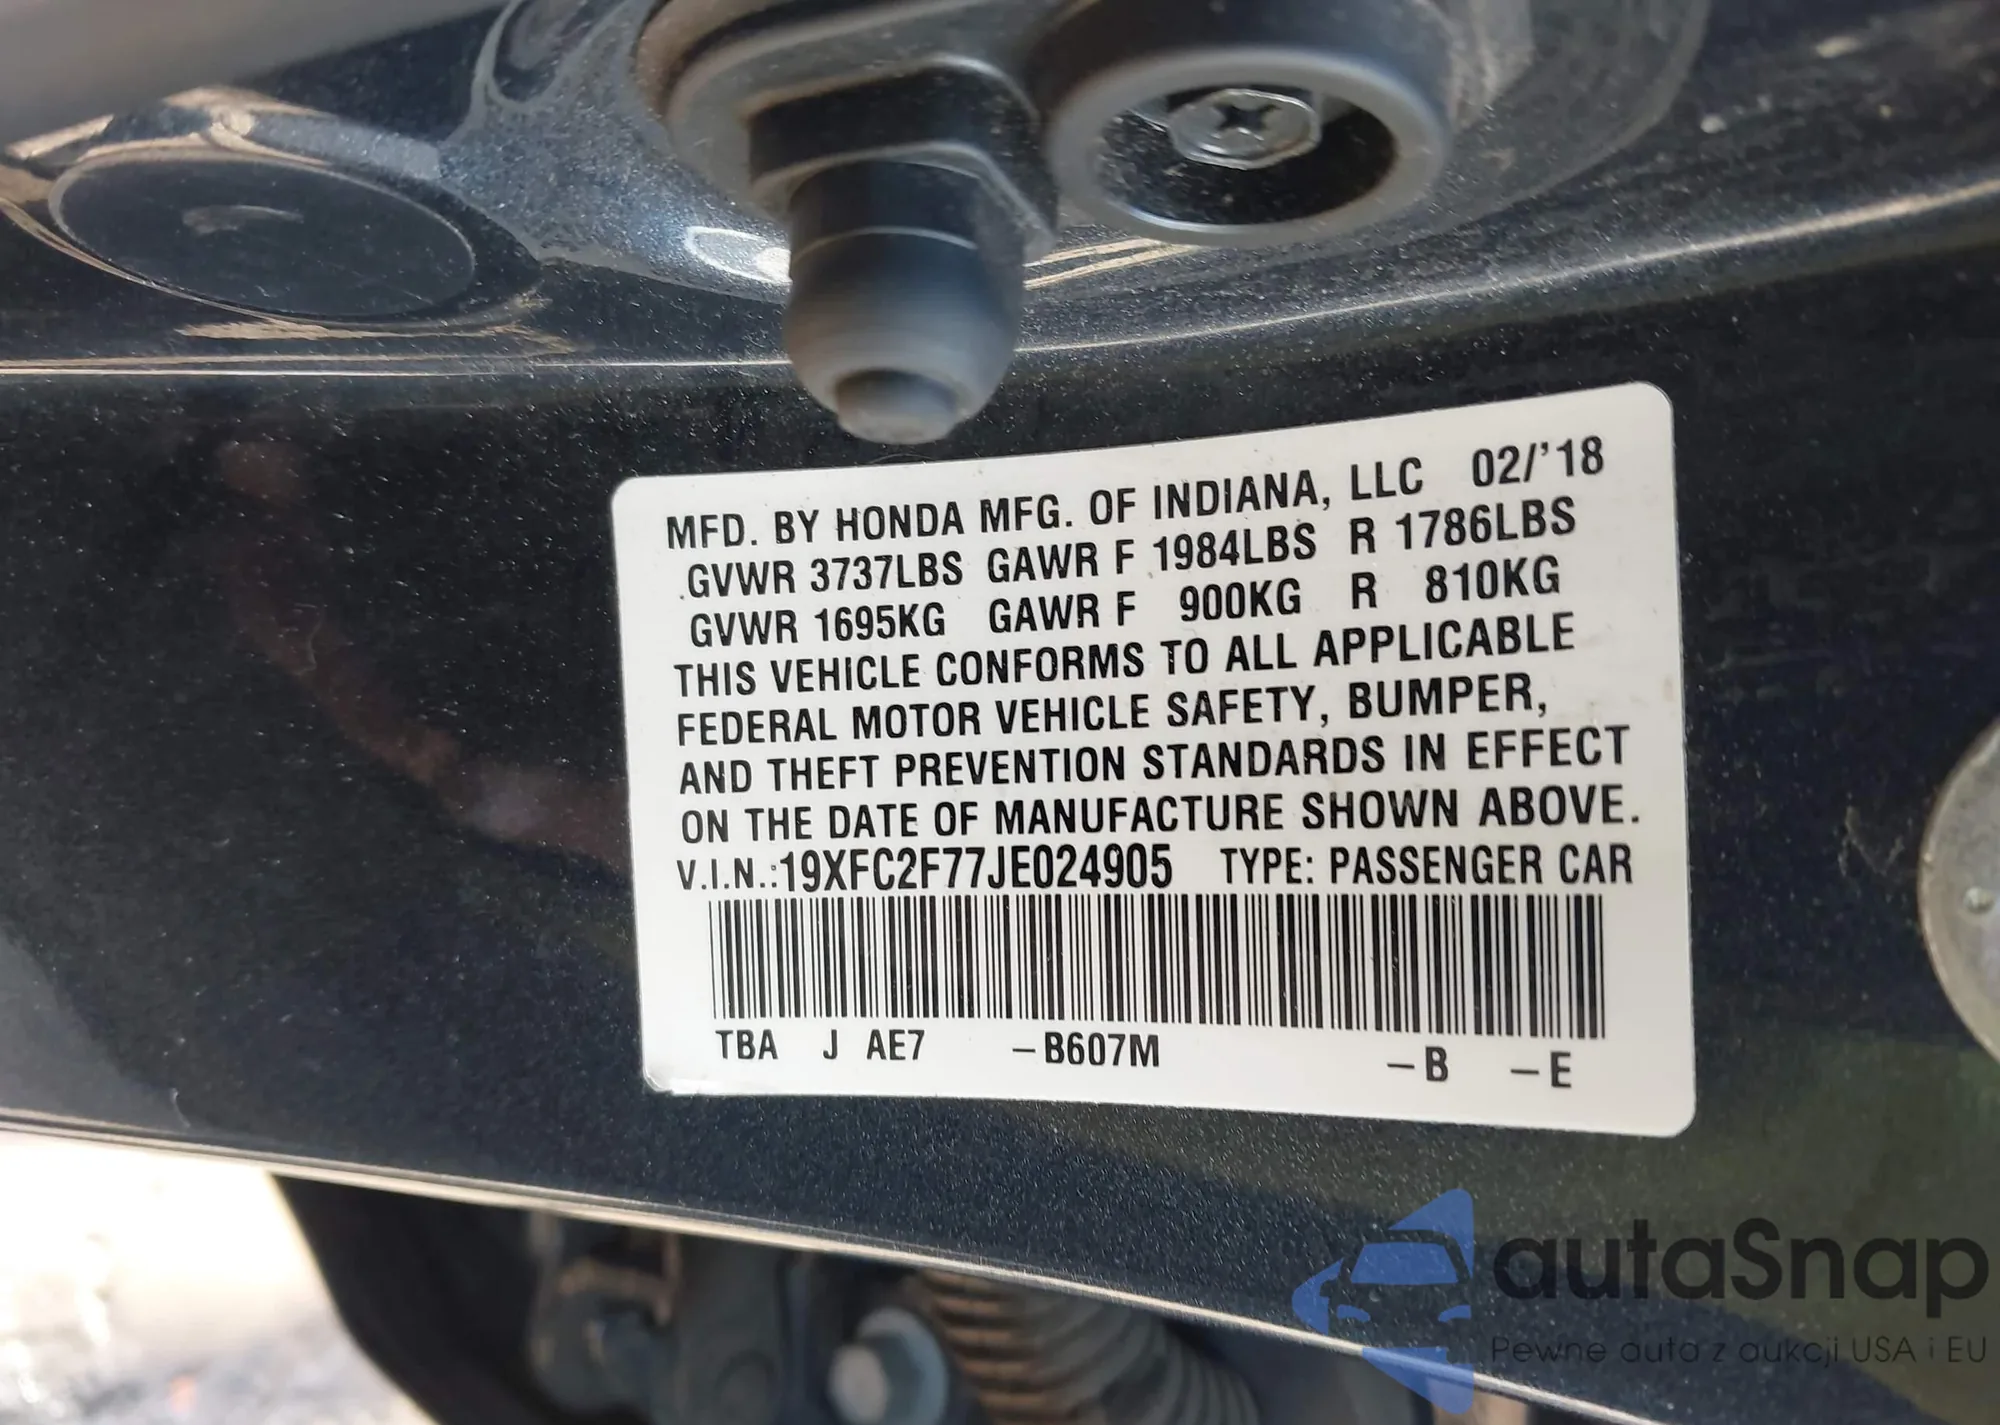 MFD. BY HONDA MFG. OF INDIANA, LLC 02/'18
GVWR 3737LBS GAWR F 1984LBS R 1786LBS
GVWR 1695KG GAWR F 900KG R 810KG
THIS VEHICLE CONFORMS TO ALL APPLICABLE
FEDERAL MOTOR VEHICLE SAFETY, BUMPER,
AND THEFT PREVENTION STANDARDS IN EFFECT
ON THE DATE OF MANUFACTURE SHOWN ABOVE.
V.I.N.:19XFC2F77JE024905 TYPE: PASSENGER CAR
TBA J AE7 –B607M –B –E
autaSnap
Pewne auta z aukcji USA i EU